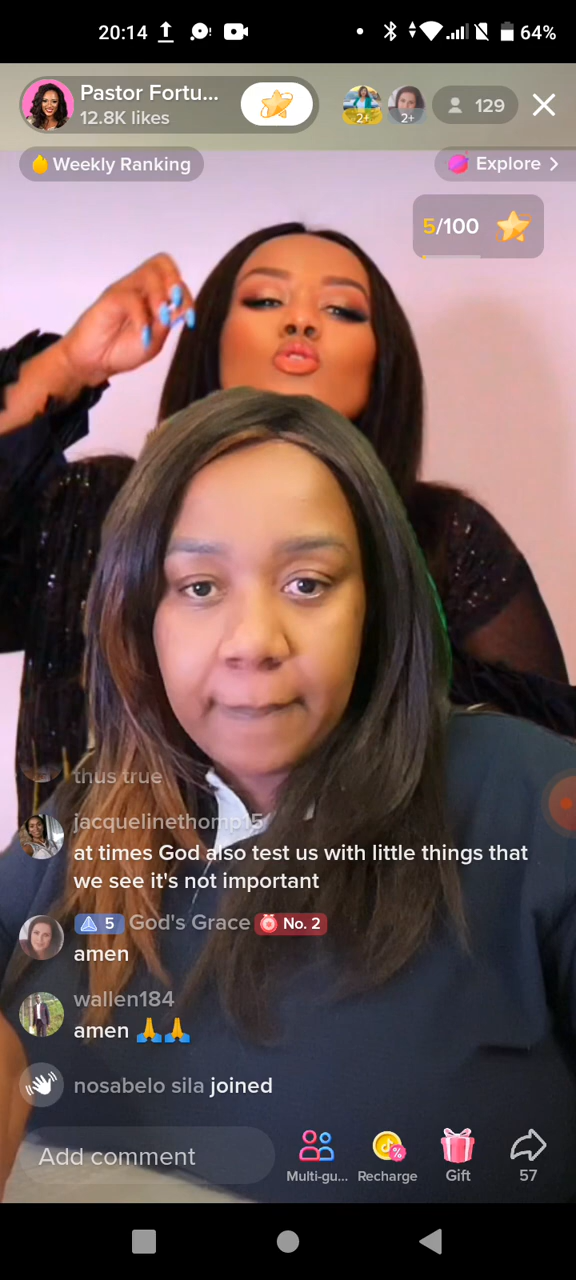 20:14
64%
Pastor Fortu...
12.8K likes
2+
2+
129
Weekly Ranking
Explore >
5/100
thus true
jacquelinethomp15
at times God also test us with little things that
we see it's not important
5 God's Grace No. 2
amen
wallen184
amen 🙏🙏
nosabelo sila joined
Add comment
Multi-gu...
Recharge
Gift
57